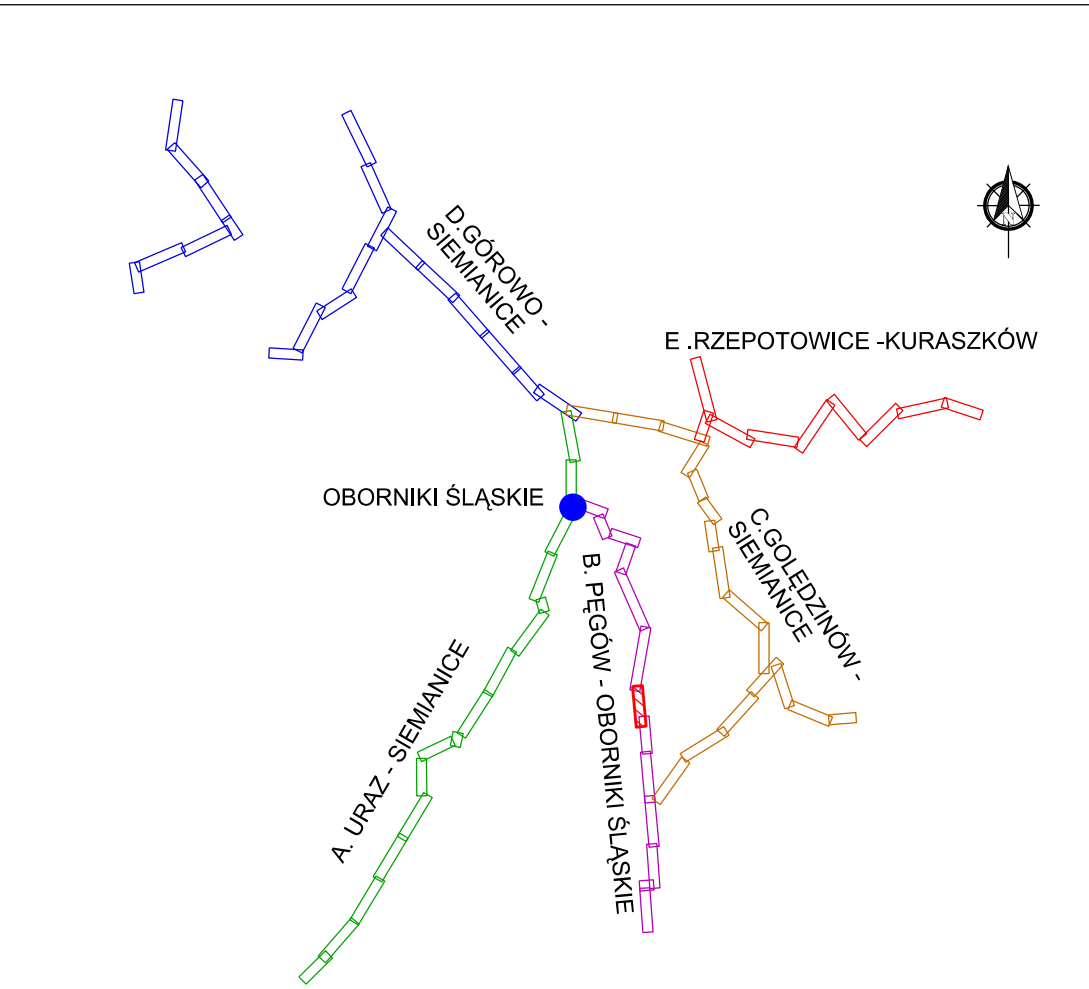 D.GÓROWO -
SIEMIANICE
E .RZEPOTOWICE -KURASZKÓW
OBORNIKI ŚLĄSKIE
C.GOLĘDZINÓW -
SIEMIANICE
B. PĘGÓW - OBORNIKI ŚLĄSKIE
A. URAZ - SIEMIANICE